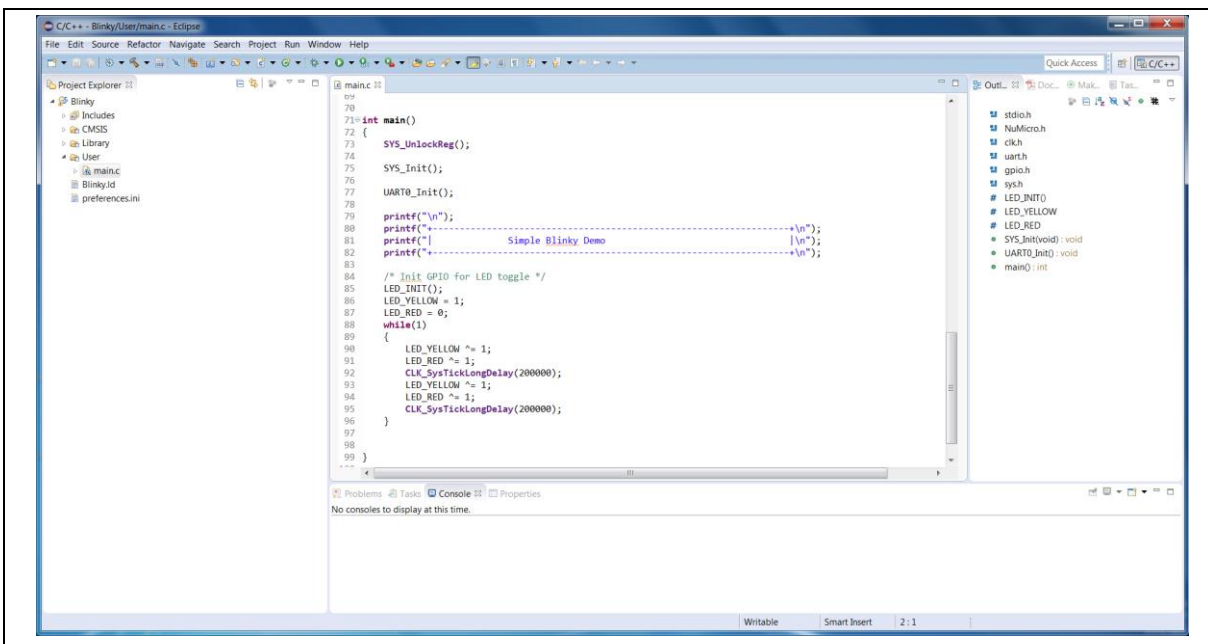 C/C++ - Blinky/User/main.c - Eclipse
File Edit Source Refactor Navigate Search Project Run Window Help
Quick Access C/C++
Project Explorer
Blinky
Includes
CMSIS
Library
User
main.c
Blinky.ld
preferences.ini
main.c
69
70
71 int main()
72 {
73     SYS_UnlockReg();
74
75     SYS_Init();
76
77     UART0_Init();
78
79     printf("\n");
80     printf("+-------------------------------------------------------------------+\n");
81     printf("|               Simple Blinky Demo                                  |\n");
82     printf("+-------------------------------------------------------------------+\n");
83
84     /* Init GPIO for LED toggle */
85     LED_INIT();
86     LED_YELLOW = 1;
87     LED_RED = 0;
88     while(1)
89     {
90         LED_YELLOW ^= 1;
91         LED_RED ^= 1;
92         CLK_SysTickLongDelay(200000);
93         LED_YELLOW ^= 1;
94         LED_RED ^= 1;
95         CLK_SysTickLongDelay(200000);
96     }
97
98
99 }
Outl... Doc... Mak... Tas...
stdio.h
NuMicro.h
clk.h
uart.h
gpio.h
sys.h
LED_INIT()
LED_YELLOW
LED_RED
SYS_Init(void) : void
UART0_Init() : void
main() : int
Problems Tasks Console Properties
No consoles to display at this time.
Writable Smart Insert 2 : 1